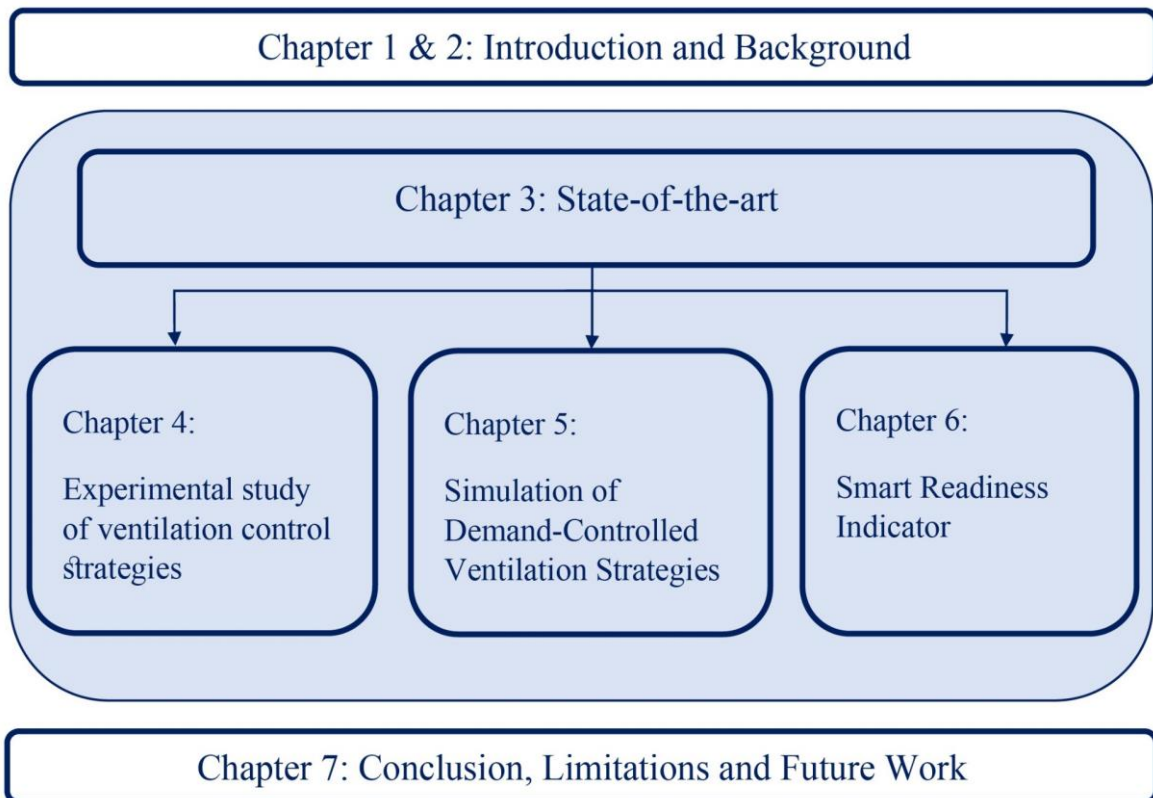 Chapter 1 & 2: Introduction and Background
Chapter 3: State-of-the-art
Chapter 4:
Experimental study
of ventilation control
strategies
Chapter 5:
Simulation of
Demand-Controlled
Ventilation Strategies
Chapter 6:
Smart Readiness
Indicator
Chapter 7: Conclusion, Limitations and Future Work